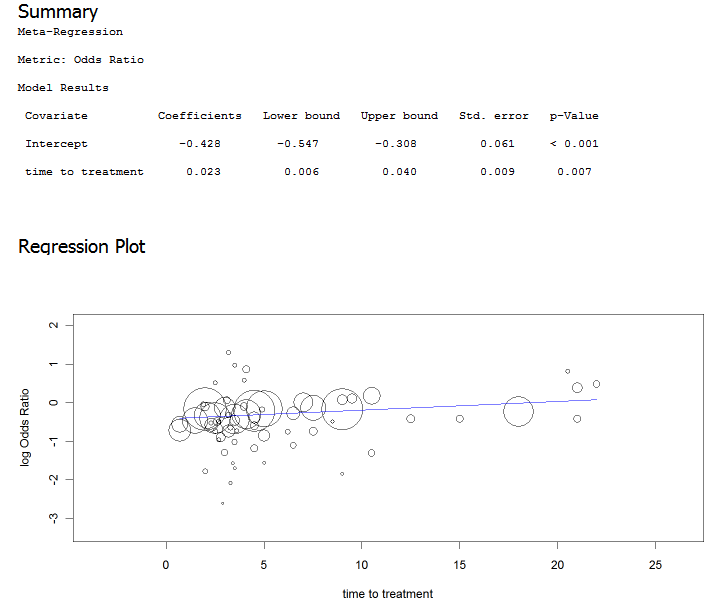 Summary
Meta-Regression
Metric: Odds Ratio
Model Results
Covariate Coefficients Lower bound Upper bound Std. error p-Value
Intercept -0.428 -0.547 -0.308 0.061 < 0.001
time to treatment 0.023 0.006 0.040 0.009 0.007
Regression Plot
2
1
0
-1
-2
-3
log Odds Ratio
0 5 10 15 20 25
time to treatment